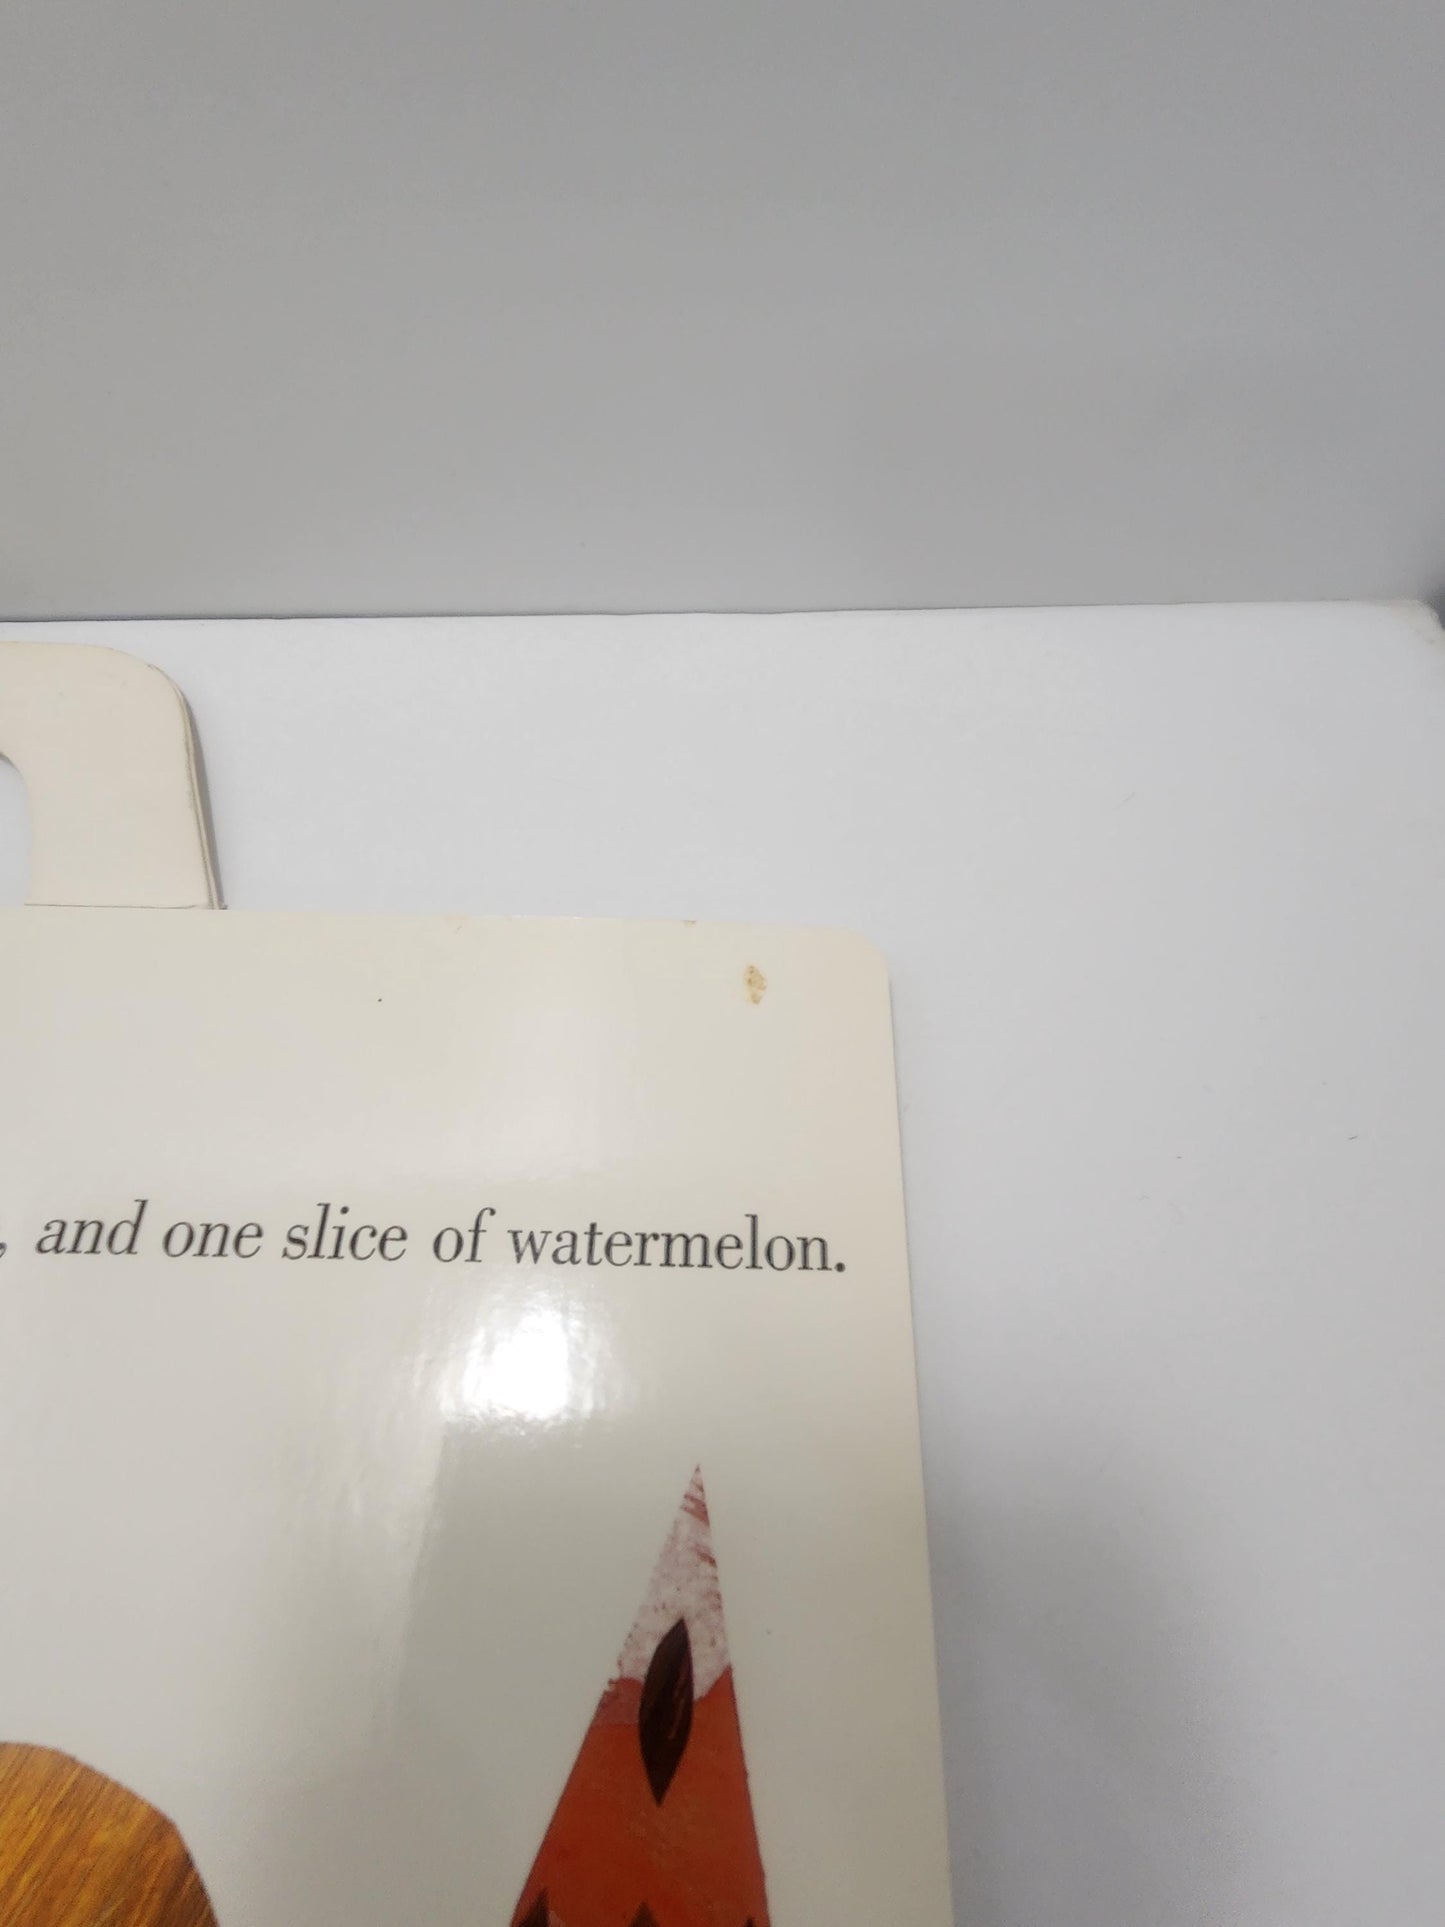 , and one slice of watermelon.